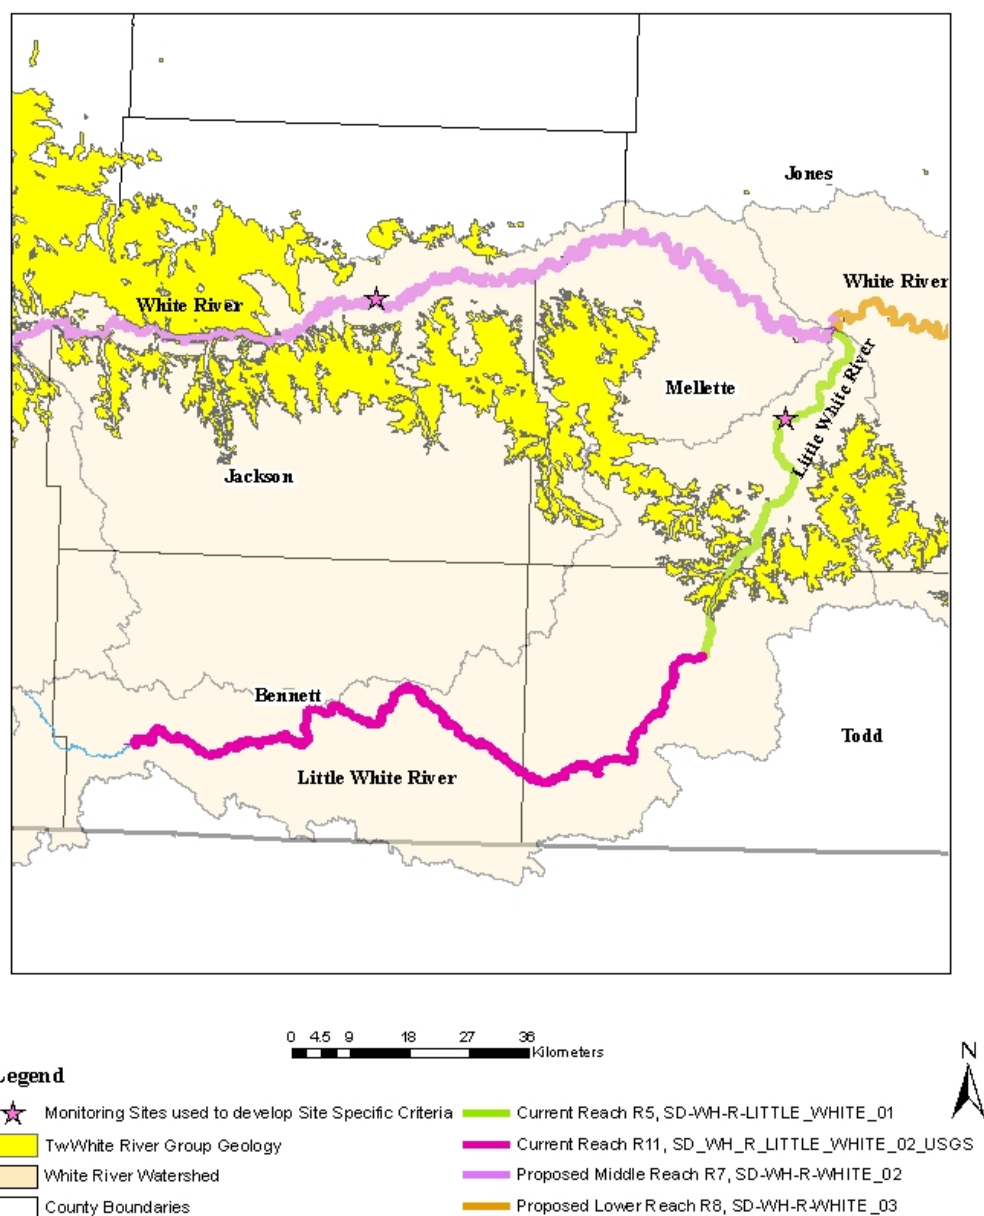 Jones
White River
White River
Mellette
Little White River
Jackson
Bennett
Todd
Little White River
0 4.5 9 18 27 36
Kilometers
N
Legend
Monitoring Sites used to develop Site Specific Criteria
TwWhite River Group Geology
White River Watershed
County Boundaries
Current Reach R5, SD-WH-R-LITTLE_WHITE_01
Current Reach R11, SD_WH_R_LITTLE_WHITE_02_USGS
Proposed Middle Reach R7, SD-WH-R-WHITE_02
Proposed Lower Reach R8, SD-WH-R-WHITE_03